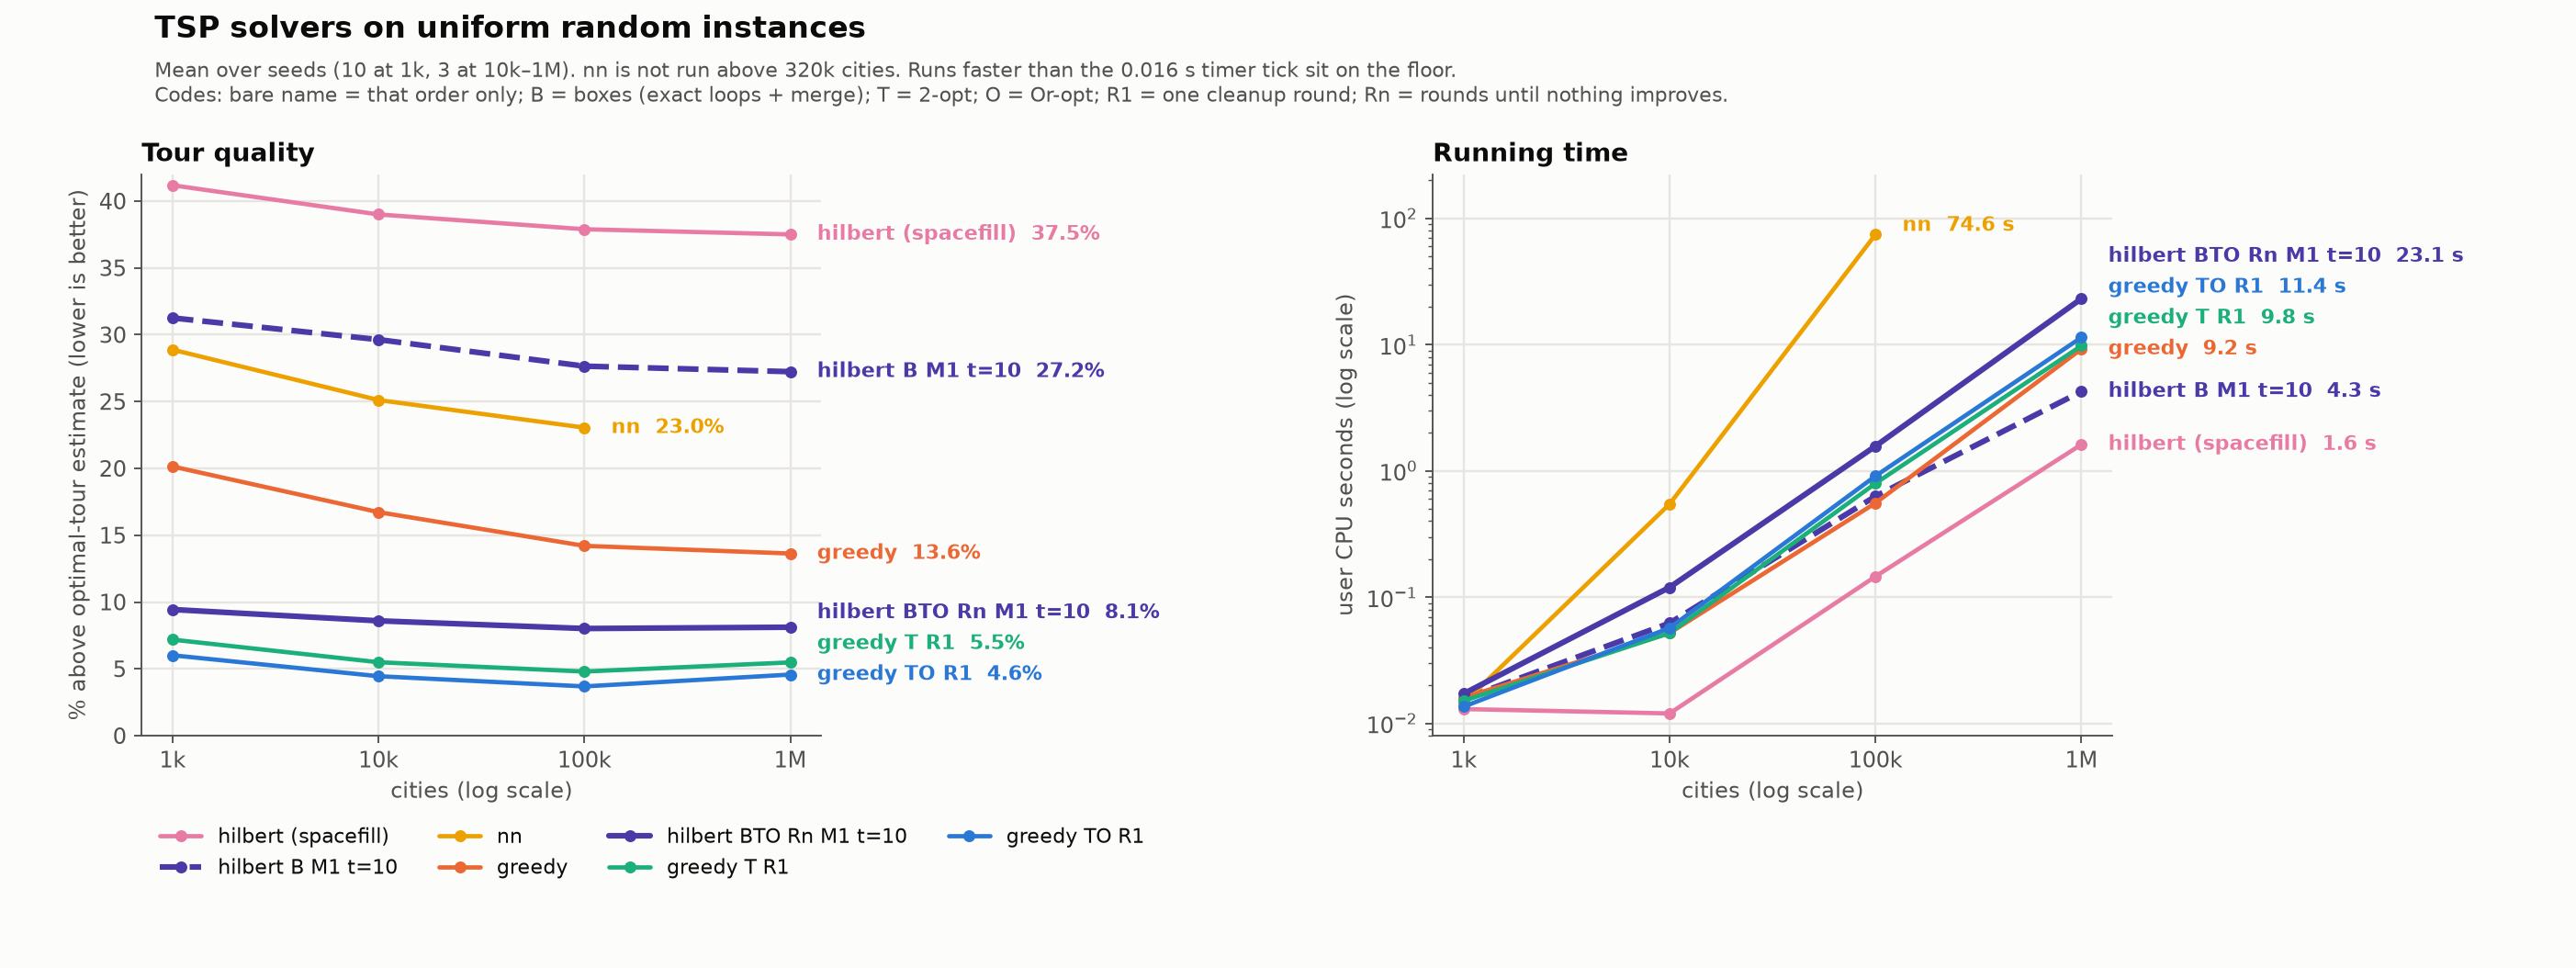 TSP solvers on uniform random instances
Mean over seeds (10 at 1k, 3 at 10k–1M). nn is not run above 320k cities. Runs faster than the 0.016 s timer tick sit on the floor.
Codes: bare name = that order only; B = boxes (exact loops + merge); T = 2-opt; O = Or-opt; R1 = one cleanup round; Rn = rounds until nothing improves.
Tour quality
% above optimal-tour estimate (lower is better)
40
35
30
25
20
15
10
5
0
1k
10k
100k
1M
cities (log scale)
hilbert (spacefill) 37.5%
hilbert B M1 t=10 27.2%
nn 23.0%
greedy 13.6%
hilbert BTO Rn M1 t=10 8.1%
greedy T R1 5.5%
greedy TO R1 4.6%
Running time
user CPU seconds (log scale)
10²
10¹
10⁰
10⁻¹
10⁻²
1k
10k
100k
1M
cities (log scale)
nn 74.6 s
hilbert BTO Rn M1 t=10 23.1 s
greedy TO R1 11.4 s
greedy T R1 9.8 s
greedy 9.2 s
hilbert B M1 t=10 4.3 s
hilbert (spacefill) 1.6 s
hilbert (spacefill)
nn
hilbert BTO Rn M1 t=10
greedy TO R1
hilbert B M1 t=10
greedy
greedy T R1